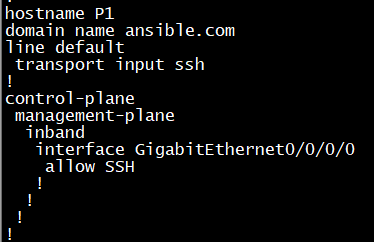 !
hostname P1
domain name ansible.com
line default
 transport input ssh
!
control-plane
 management-plane
  inband
   interface GigabitEthernet0/0/0/0
    allow SSH
   !
  !
 !
!